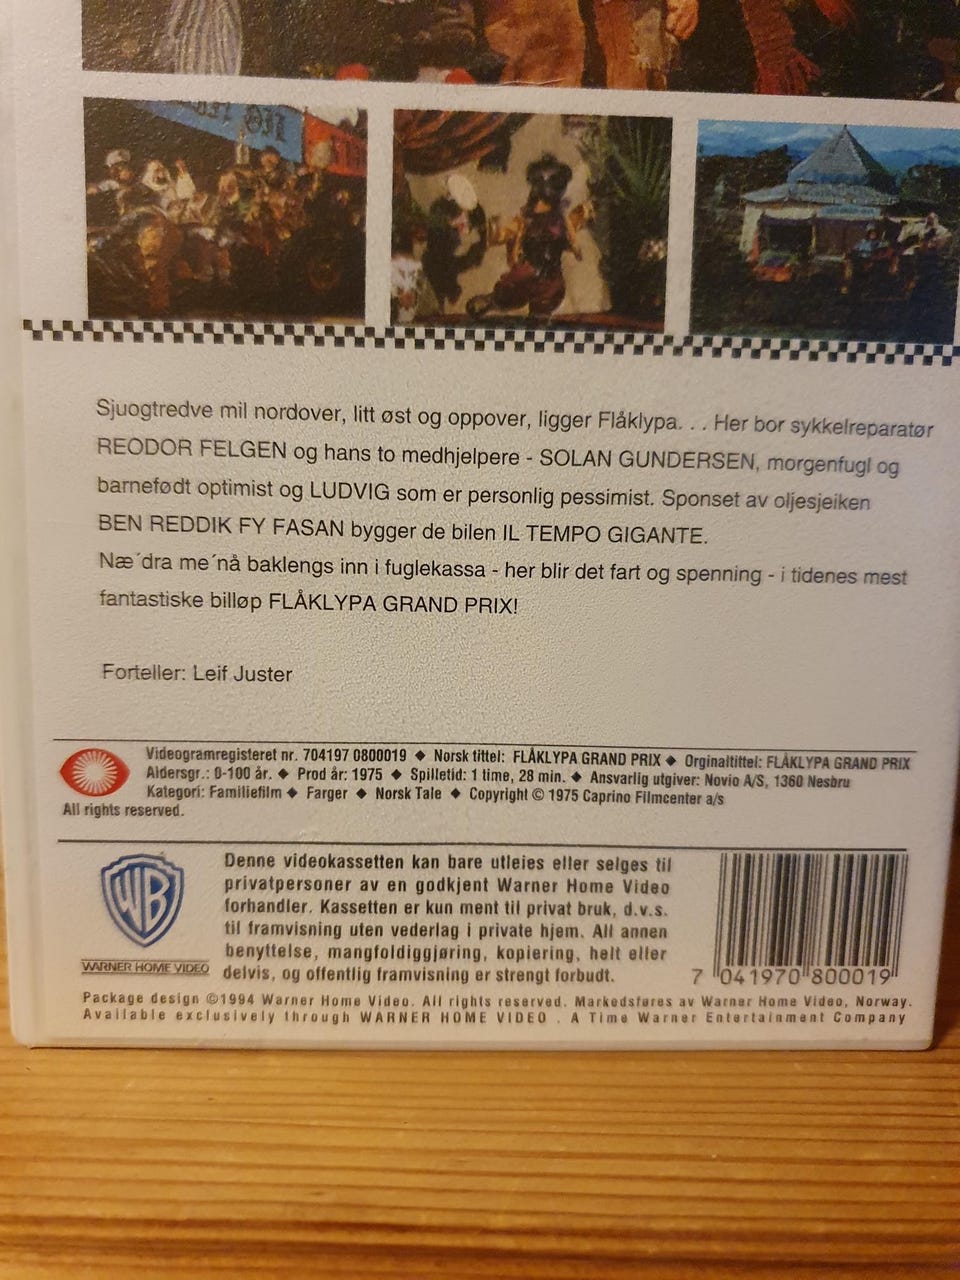 Sjuogtredve mil nordover, litt øst og oppover, ligger Flåklypa. . . Her bor sykkelreparatør
REODOR FELGEN og hans to medhjelpere - SOLAN GUNDERSEN, morgenfugl og
barnefødt optimist og LUDVIG som er personlig pessimist. Sponset av oljesjeiken
BEN REDDIK FY FASAN bygger de bilen IL TEMPO GIGANTE.
Næ´dra me´nå baklengs inn i fuglekassa - her blir det fart og spenning - i tidenes mest
fantastiske billøp FLÅKLYPA GRAND PRIX!
Forteller: Leif Juster
Videogramregisteret nr. 704197 0800019 ◆ Norsk tittel: FLÅKLYPA GRAND PRIX ◆ Orginaltittel: FLÅKLYPA GRAND PRIX
Aldersgr.: 0-100 år. ◆ Prod år: 1975 ◆ Spilletid: 1 time, 28 min. ◆ Ansvarlig utgiver: Novio A/S, 1360 Nesbru
Kategori: Familiefilm ◆ Farger ◆ Norsk Tale ◆ Copyright © 1975 Caprino Filmcenter a/s
All rights reserved.
WB
WARNER HOME VIDEO
Denne videokassetten kan bare utleies eller selges til
privatpersoner av en godkjent Warner Home Video
forhandler. Kassetten er kun ment til privat bruk, d.v.s.
til framvisning uten vederlag i private hjem. All annen
benyttelse, mangfoldiggjøring, kopiering, helt eller
delvis, og offentlig framvisning er strengt forbudt.
7 041970 800019
Package design ©1994 Warner Home Video. All rights reserved. Markedsføres av Warner Home Video, Norway.
Available exclusively through WARNER HOME VIDEO . A Time Warner Entertainment Company